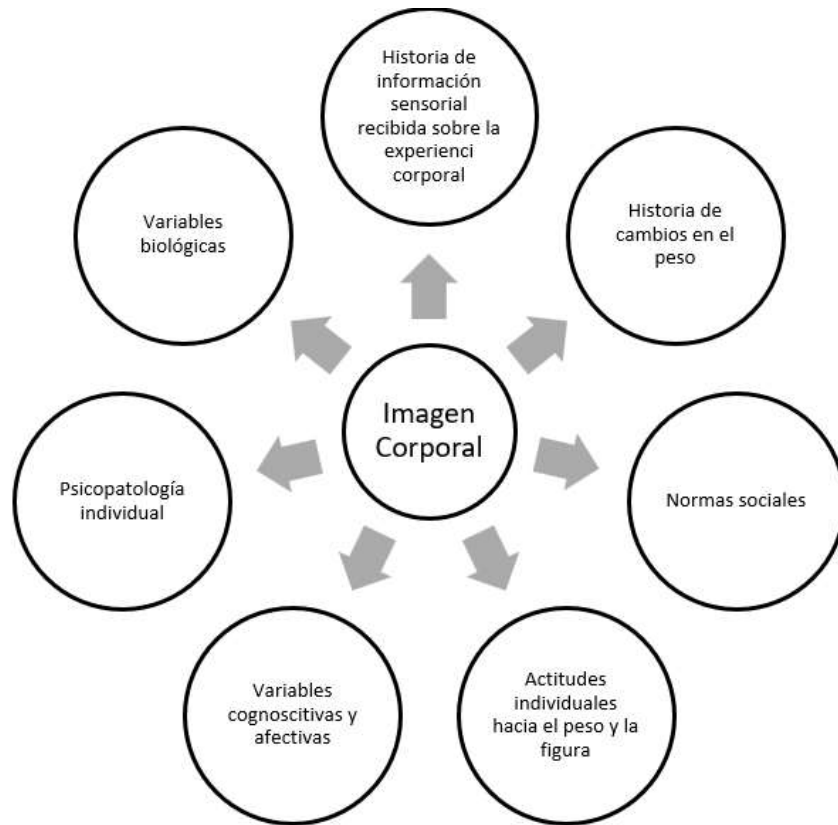 Historia de
información
sensorial
recibida sobre la
experienci
corporal
Variables
biológicas
Historia de
cambios en el
peso
Imagen
Corporal
Psicopatología
individual
Normas sociales
Variables
cognoscitivas y
afectivas
Actitudes
individuales
hacia el peso y la
figura